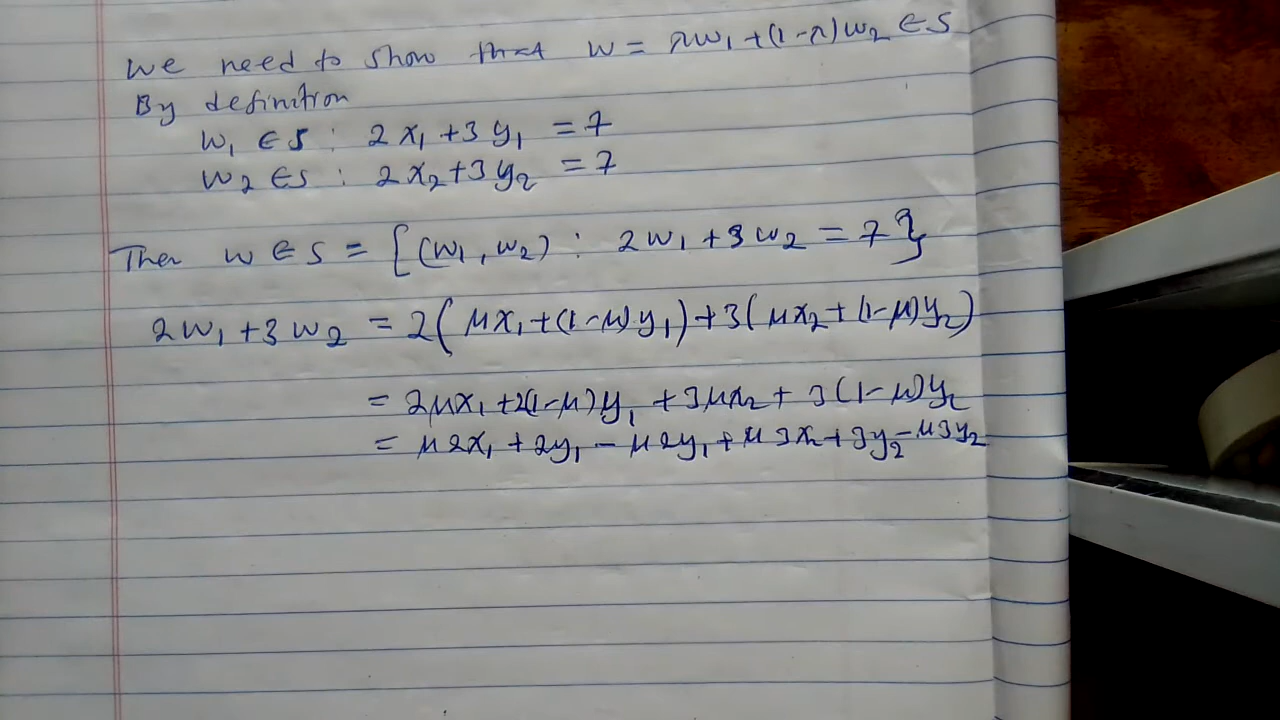 We need to show that w = λw₁ + (1-λ)w₂ ∈ S
By definition
w₁ ∈ S : 2x₁ + 3y₁ = 7
w₂ ∈ S : 2x₂ + 3y₂ = 7
Then w ∈ S = {(w₁, w₂) : 2w₁ + 3w₂ = 7}
2w₁ + 3w₂ = 2(μx₁ + (1-μ)y₁) + 3(μx₂ + (1-μ)y₂)
= 2μx₁ + 2(1-μ)y₁ + 3μx₂ + 3(1-μ)y₂
= μ2x₁ + 2y₁ - μ2y₁ + μ3x₂ + 3y₂ - μ3y₂